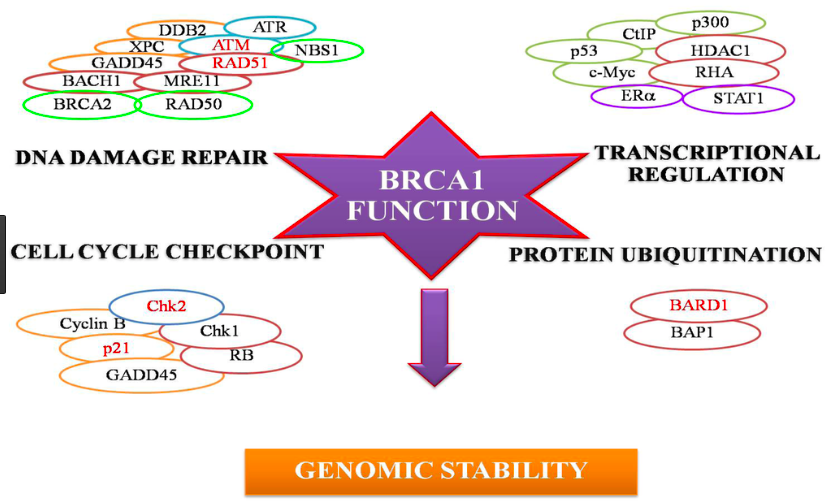 DDB2
ATR
XPC
ATM
NBS1
GADD45
RAD51
BACH1
MRE11
BRCA2
RAD50
DNA DAMAGE REPAIR
p300
CtIP
p53
HDAC1
c-Myc
RHA
ERα
STAT1
TRANSCRIPTIONAL
REGULATION
BRCA1
FUNCTION
CELL CYCLE CHECKPOINT
Chk2
Cyclin B
Chk1
p21
RB
GADD45
PROTEIN UBIQUITINATION
BARD1
BAP1
GENOMIC STABILITY